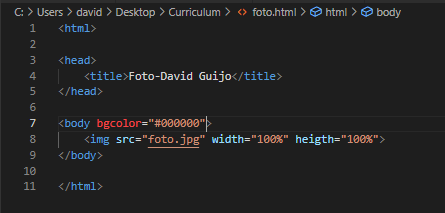 C: > Users > david > Desktop > Curriculum > foto.html > html > body
1 <html>
2
3 <head>
4 <title>Foto-David Guijo</title>
5 </head>
6
7 <body bgcolor="#000000">
8 <img src="foto.jpg" width="100%" heigth="100%">
9 </body>
10
11 </html>